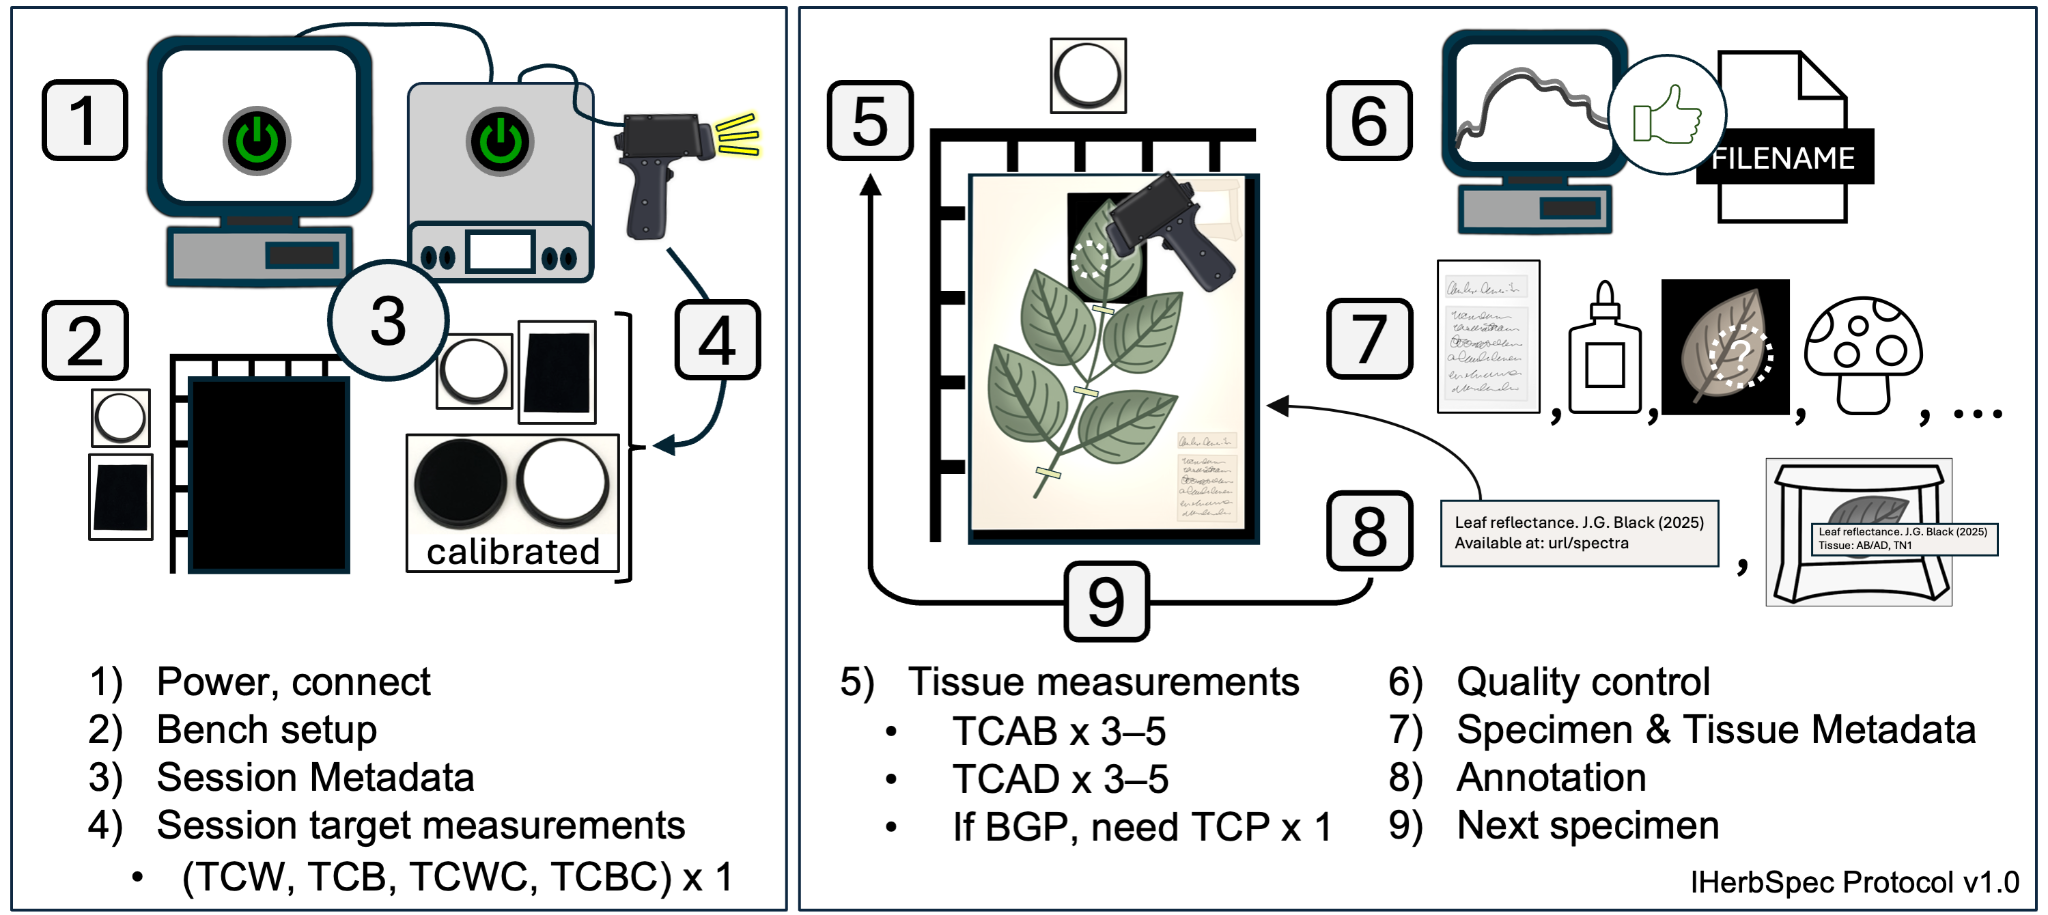 1
2
3
4
calibrated
5
6
FILENAME
7
?
, , , , ...
8
Leaf reflectance. J.G. Black (2025)
Available at: url/spectra
,
Leaf reflectance. J.G. Black (2025)
Tissue: AB/AD, TN1
9
1) Power, connect
2) Bench setup
3) Session Metadata
4) Session target measurements
• (TCW, TCB, TCWC, TCBC) x 1
5) Tissue measurements
• TCAB x 3–5
• TCAD x 3–5
• If BGP, need TCP x 1
6) Quality control
7) Specimen & Tissue Metadata
8) Annotation
9) Next specimen
IHerbSpec Protocol v1.0